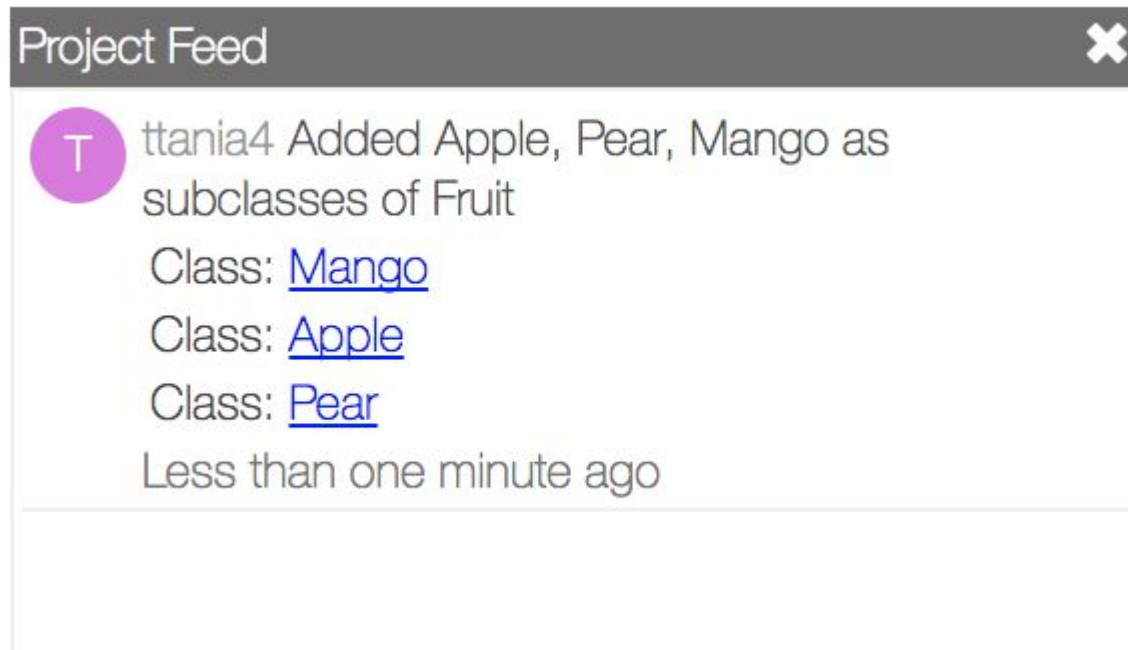 Project Feed ✖
T
ttania4 Added Apple, Pear, Mango as
subclasses of Fruit
Class: Mango
Class: Apple
Class: Pear
Less than one minute ago